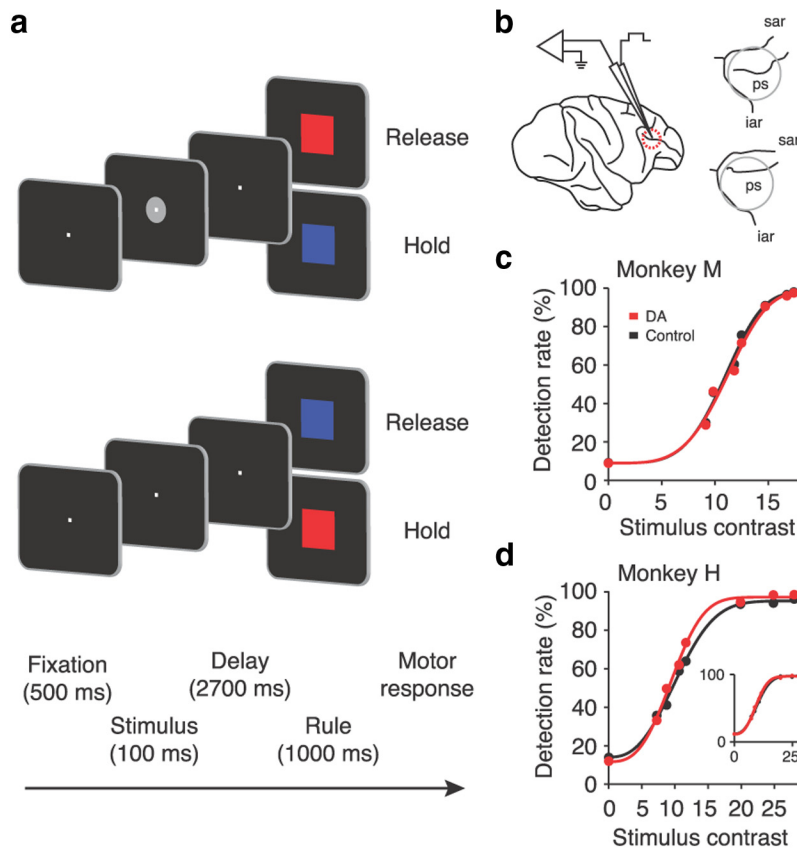 a
Release
Hold
Release
Hold
Fixation
(500 ms)
Stimulus
(100 ms)
Delay
(2700 ms)
Rule
(1000 ms)
Motor
response
b
sar
ps
iar
sar
ps
iar
c
Monkey M
DA
Control
Detection rate (%)
100
80
60
40
20
0
0 5 10 15
Stimulus contrast
d
Monkey H
Detection rate (%)
100
80
60
40
20
0
0 5 10 15 20 25
100
0
0 25
Stimulus contrast